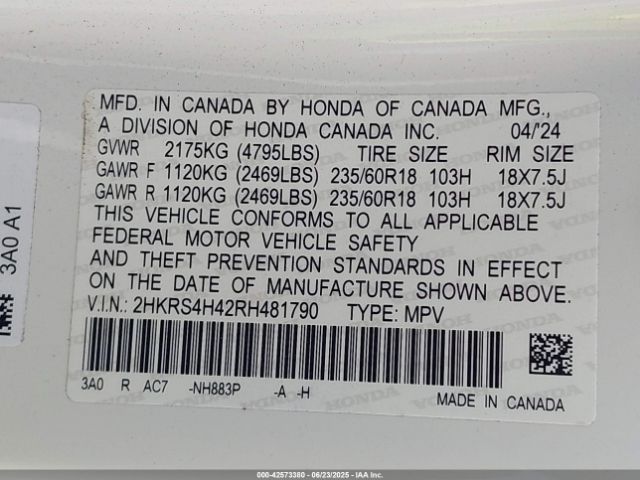 MFD. IN CANADA BY HONDA OF CANADA MFG.,
A DIVISION OF HONDA CANADA INC. 04/'24
GVWR 2175KG (4795LBS) TIRE SIZE RIM SIZE
GAWR F 1120KG (2469LBS) 235/60R18 103H 18X7.5J
GAWR R 1120KG (2469LBS) 235/60R18 103H 18X7.5J
THIS VEHICLE CONFORMS TO ALL APPLICABLE
FEDERAL MOTOR VEHICLE SAFETY
AND THEFT PREVENTION STANDARDS IN EFFECT
ON THE DATE OF MANUFACTURE SHOWN ABOVE.
V.I.N.: 2HKRS4H42RH481790 TYPE: MPV
3A0 R AC7 -NH883P -A -H
MADE IN CANADA
3A0 A1
000-42573380 - 06/23/2025 - IAA Inc.